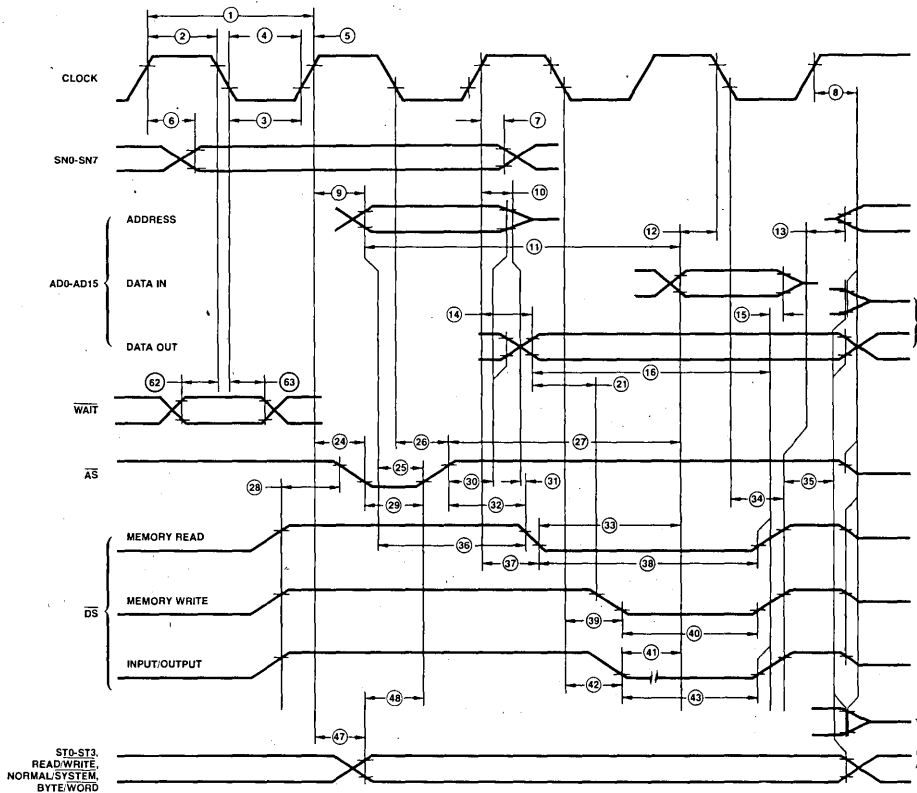 1
2 4 5
CLOCK
8
3
6 7
SN0-SN7
9 10
ADDRESS
12 13
11
AD0-AD15 DATA IN
14 15
DATA OUT
16
21
62 63
WAIT
24 26 27
AS
25
28 30 31 34 35
29 32
33
MEMORY READ
36
37 38
DS MEMORY WRITE
39 40
41
INPUT/OUTPUT
42 43
48
47
ST0-ST3,
READ/WRITE,
NORMAL/SYSTEM,
BYTE/WORD